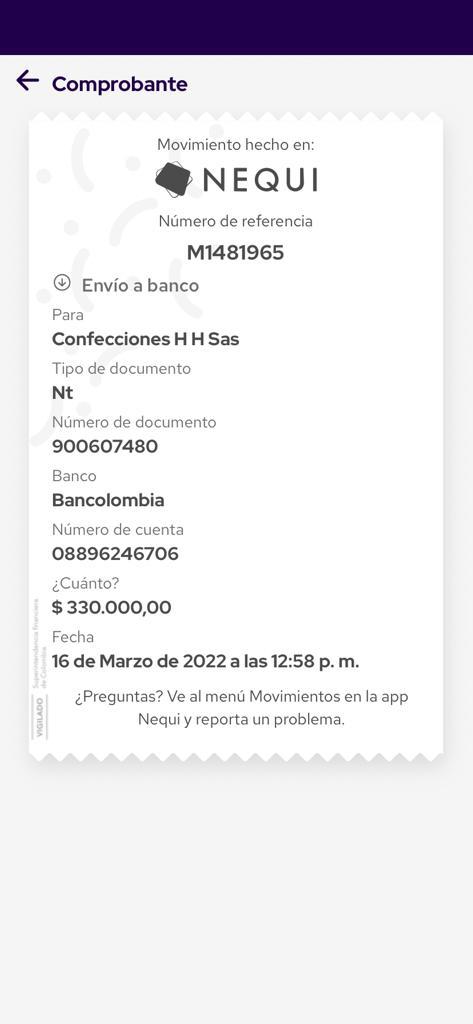 Comprobante
Movimiento hecho en:
NEQUI
Número de referencia
M1481965
Envío a banco
Para
Confecciones H H Sas
Tipo de documento
Nt
Número de documento
900607480
Banco
Bancolombia
Número de cuenta
08896246706
¿Cuánto?
$ 330.000,00
Fecha
16 de Marzo de 2022 a las 12:58 p. m.
¿Preguntas? Ve al menú Movimientos en la app
Nequi y reporta un problema.
VIGILADO
Superintendencia financiera
de Colombia